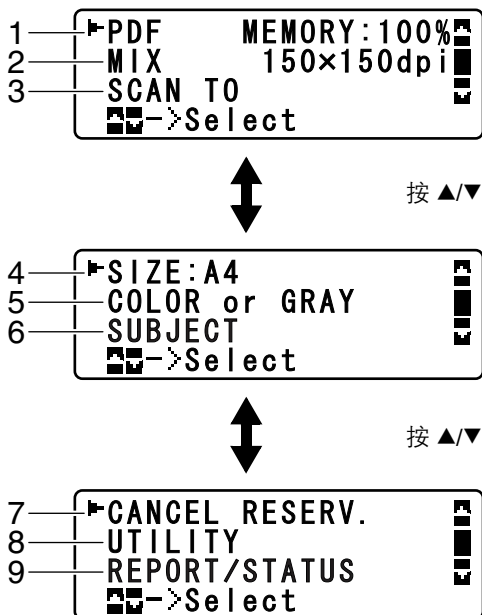 1 PDF MEMORY:100%
2 MIX 150×150dpi
3 SCAN TO
->Select
按 ▲/▼
4 SIZE:A4
5 COLOR or GRAY
6 SUBJECT
->Select
按 ▲/▼
7 CANCEL RESERV.
8 UTILITY
9 REPORT/STATUS
->Select